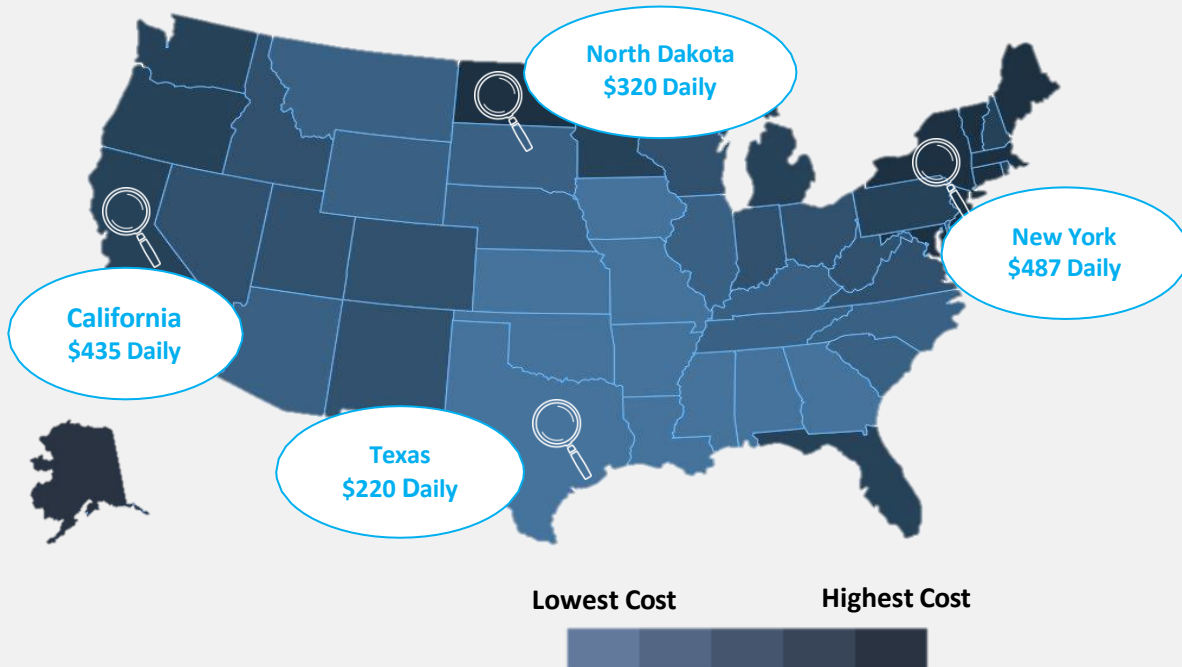 North Dakota
$320 Daily
New York
$487 Daily
California
$435 Daily
Texas
$220 Daily
Lowest Cost
Highest Cost